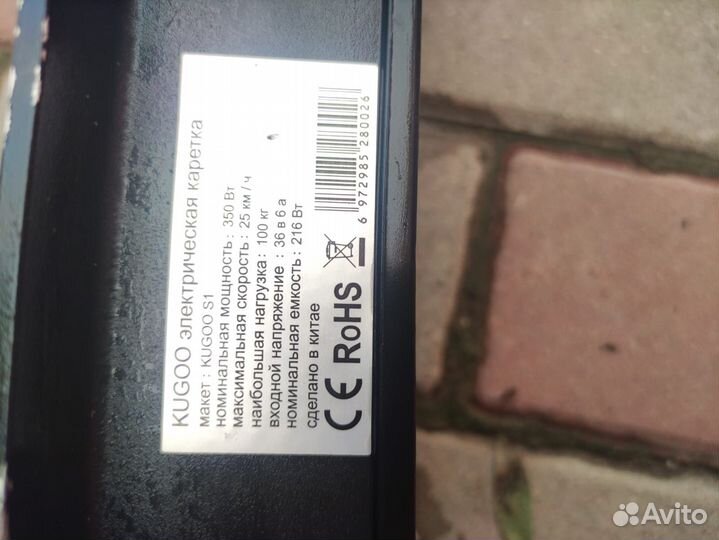 KUGOO электрическая каретка
макет : KUGOO S1
номинальная мощность : 350 Вт
максимальная скорость : 25 км / ч
наибольшая нагрузка : 100 кг
входной напряжение : 36 в 6 а
номинальная емкость : 216 Вт
сделано в китае
CE RoHS
6 972985 280026
Avito